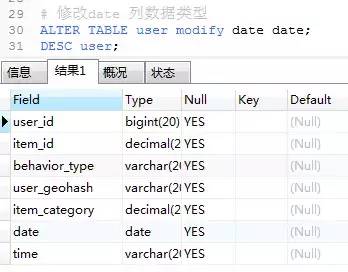 29 # 修改date 列数据类型
30 ALTER TABLE user modify date date;
31 DESC user;
信息 结果1 概况 状态
Field Type Null Key Default
user_id bigint(20) YES (Null)
item_id decimal(2 YES (Null)
behavior_type varchar(20 YES (Null)
user_geohash varchar(20 YES (Null)
item_category decimal(2 YES (Null)
date date YES (Null)
time varchar(20 YES (Null)